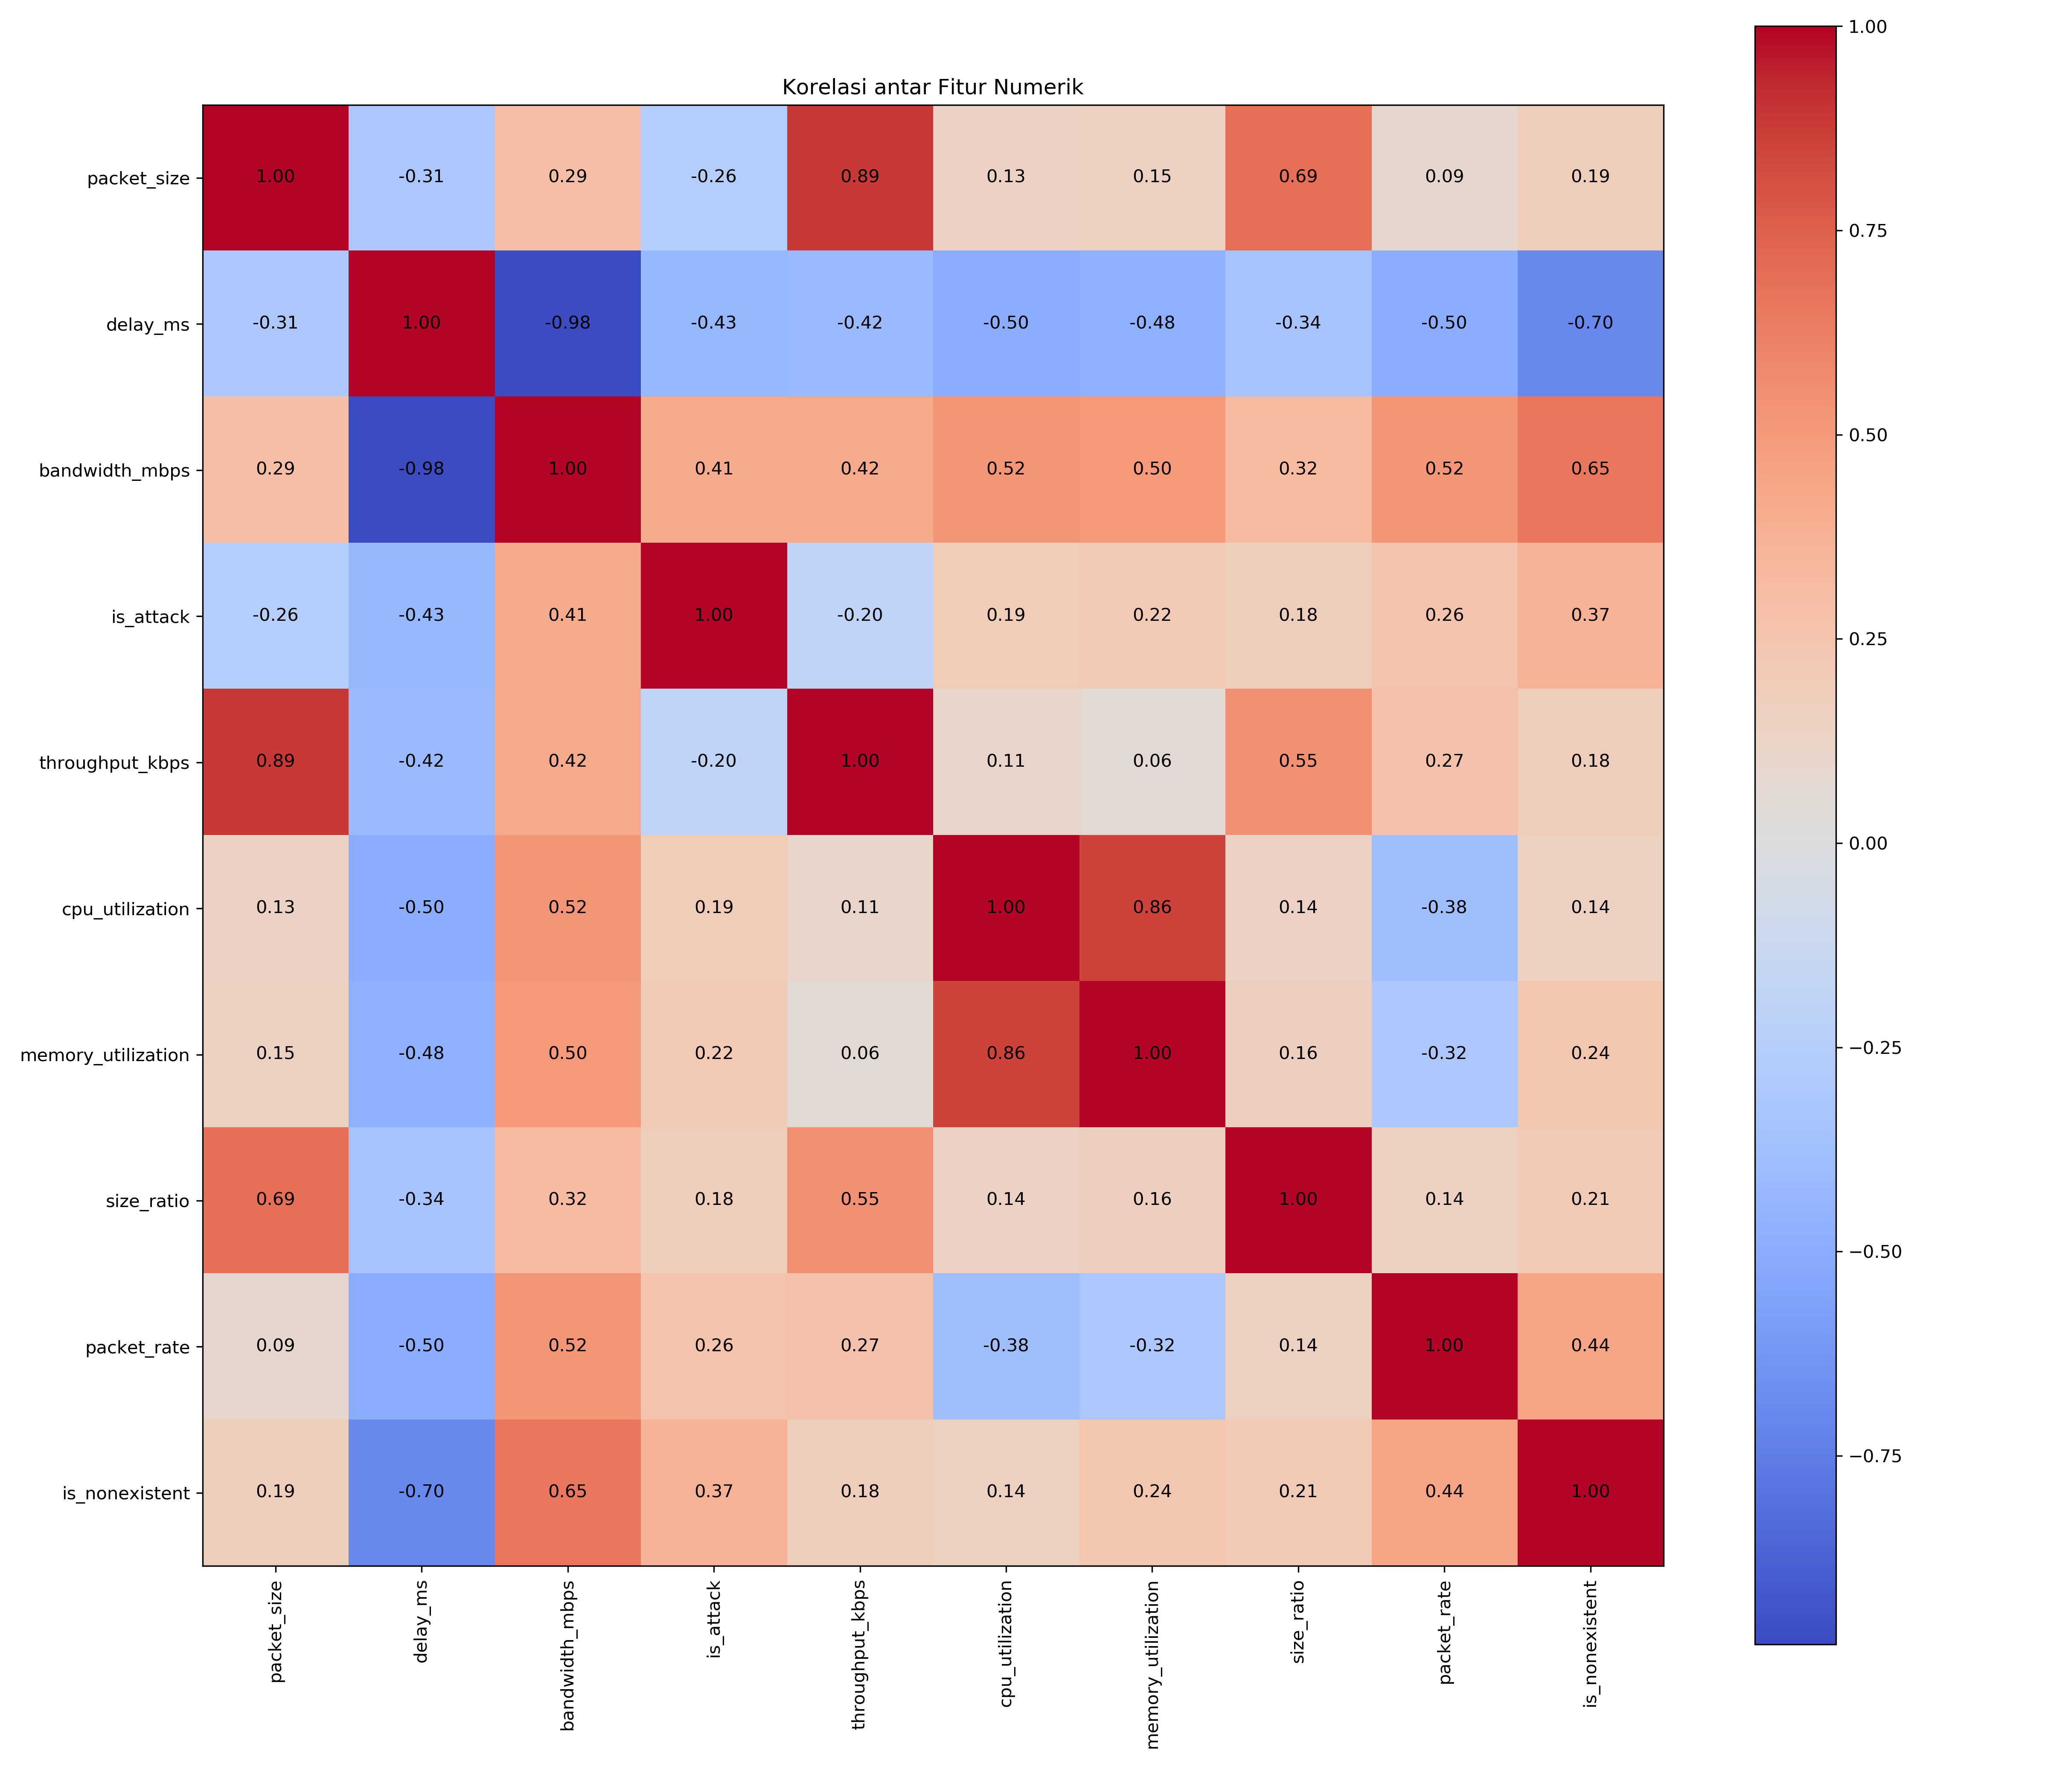 Korelasi antar Fitur Numerik
1.00
packet_size 1.00 -0.31 0.29 -0.26 0.89 0.13 0.15 0.69 0.09 0.19
0.75
delay_ms -0.31 1.00 -0.98 -0.43 -0.42 -0.50 -0.48 -0.34 -0.50 -0.70
0.50
bandwidth_mbps 0.29 -0.98 1.00 0.41 0.42 0.52 0.50 0.32 0.52 0.65
is_attack -0.26 -0.43 0.41 1.00 -0.20 0.19 0.22 0.18 0.26 0.37
0.25
throughput_kbps 0.89 -0.42 0.42 -0.20 1.00 0.11 0.06 0.55 0.27 0.18
0.00
cpu_utilization 0.13 -0.50 0.52 0.19 0.11 1.00 0.86 0.14 -0.38 0.14
−0.25
memory_utilization 0.15 -0.48 0.50 0.22 0.06 0.86 1.00 0.16 -0.32 0.24
size_ratio 0.69 -0.34 0.32 0.18 0.55 0.14 0.16 1.00 0.14 0.21
−0.50
packet_rate 0.09 -0.50 0.52 0.26 0.27 -0.38 -0.32 0.14 1.00 0.44
−0.75
is_nonexistent 0.19 -0.70 0.65 0.37 0.18 0.14 0.24 0.21 0.44 1.00
packet_size
delay_ms
bandwidth_mbps
is_attack
throughput_kbps
cpu_utilization
memory_utilization
size_ratio
packet_rate
is_nonexistent